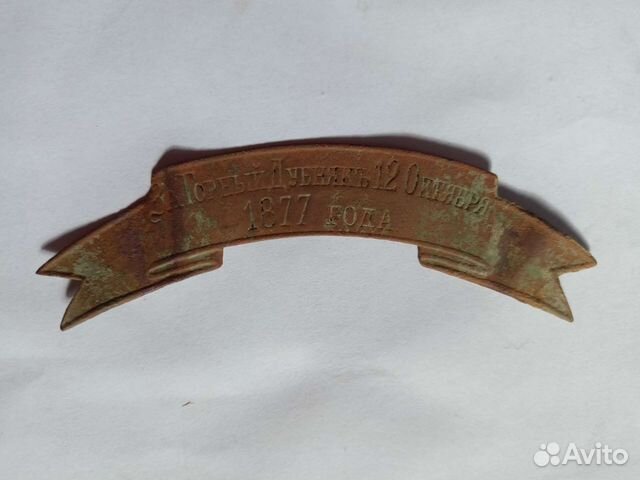 За Горный Дубнякъ 12 Октября
1877 года
Avito